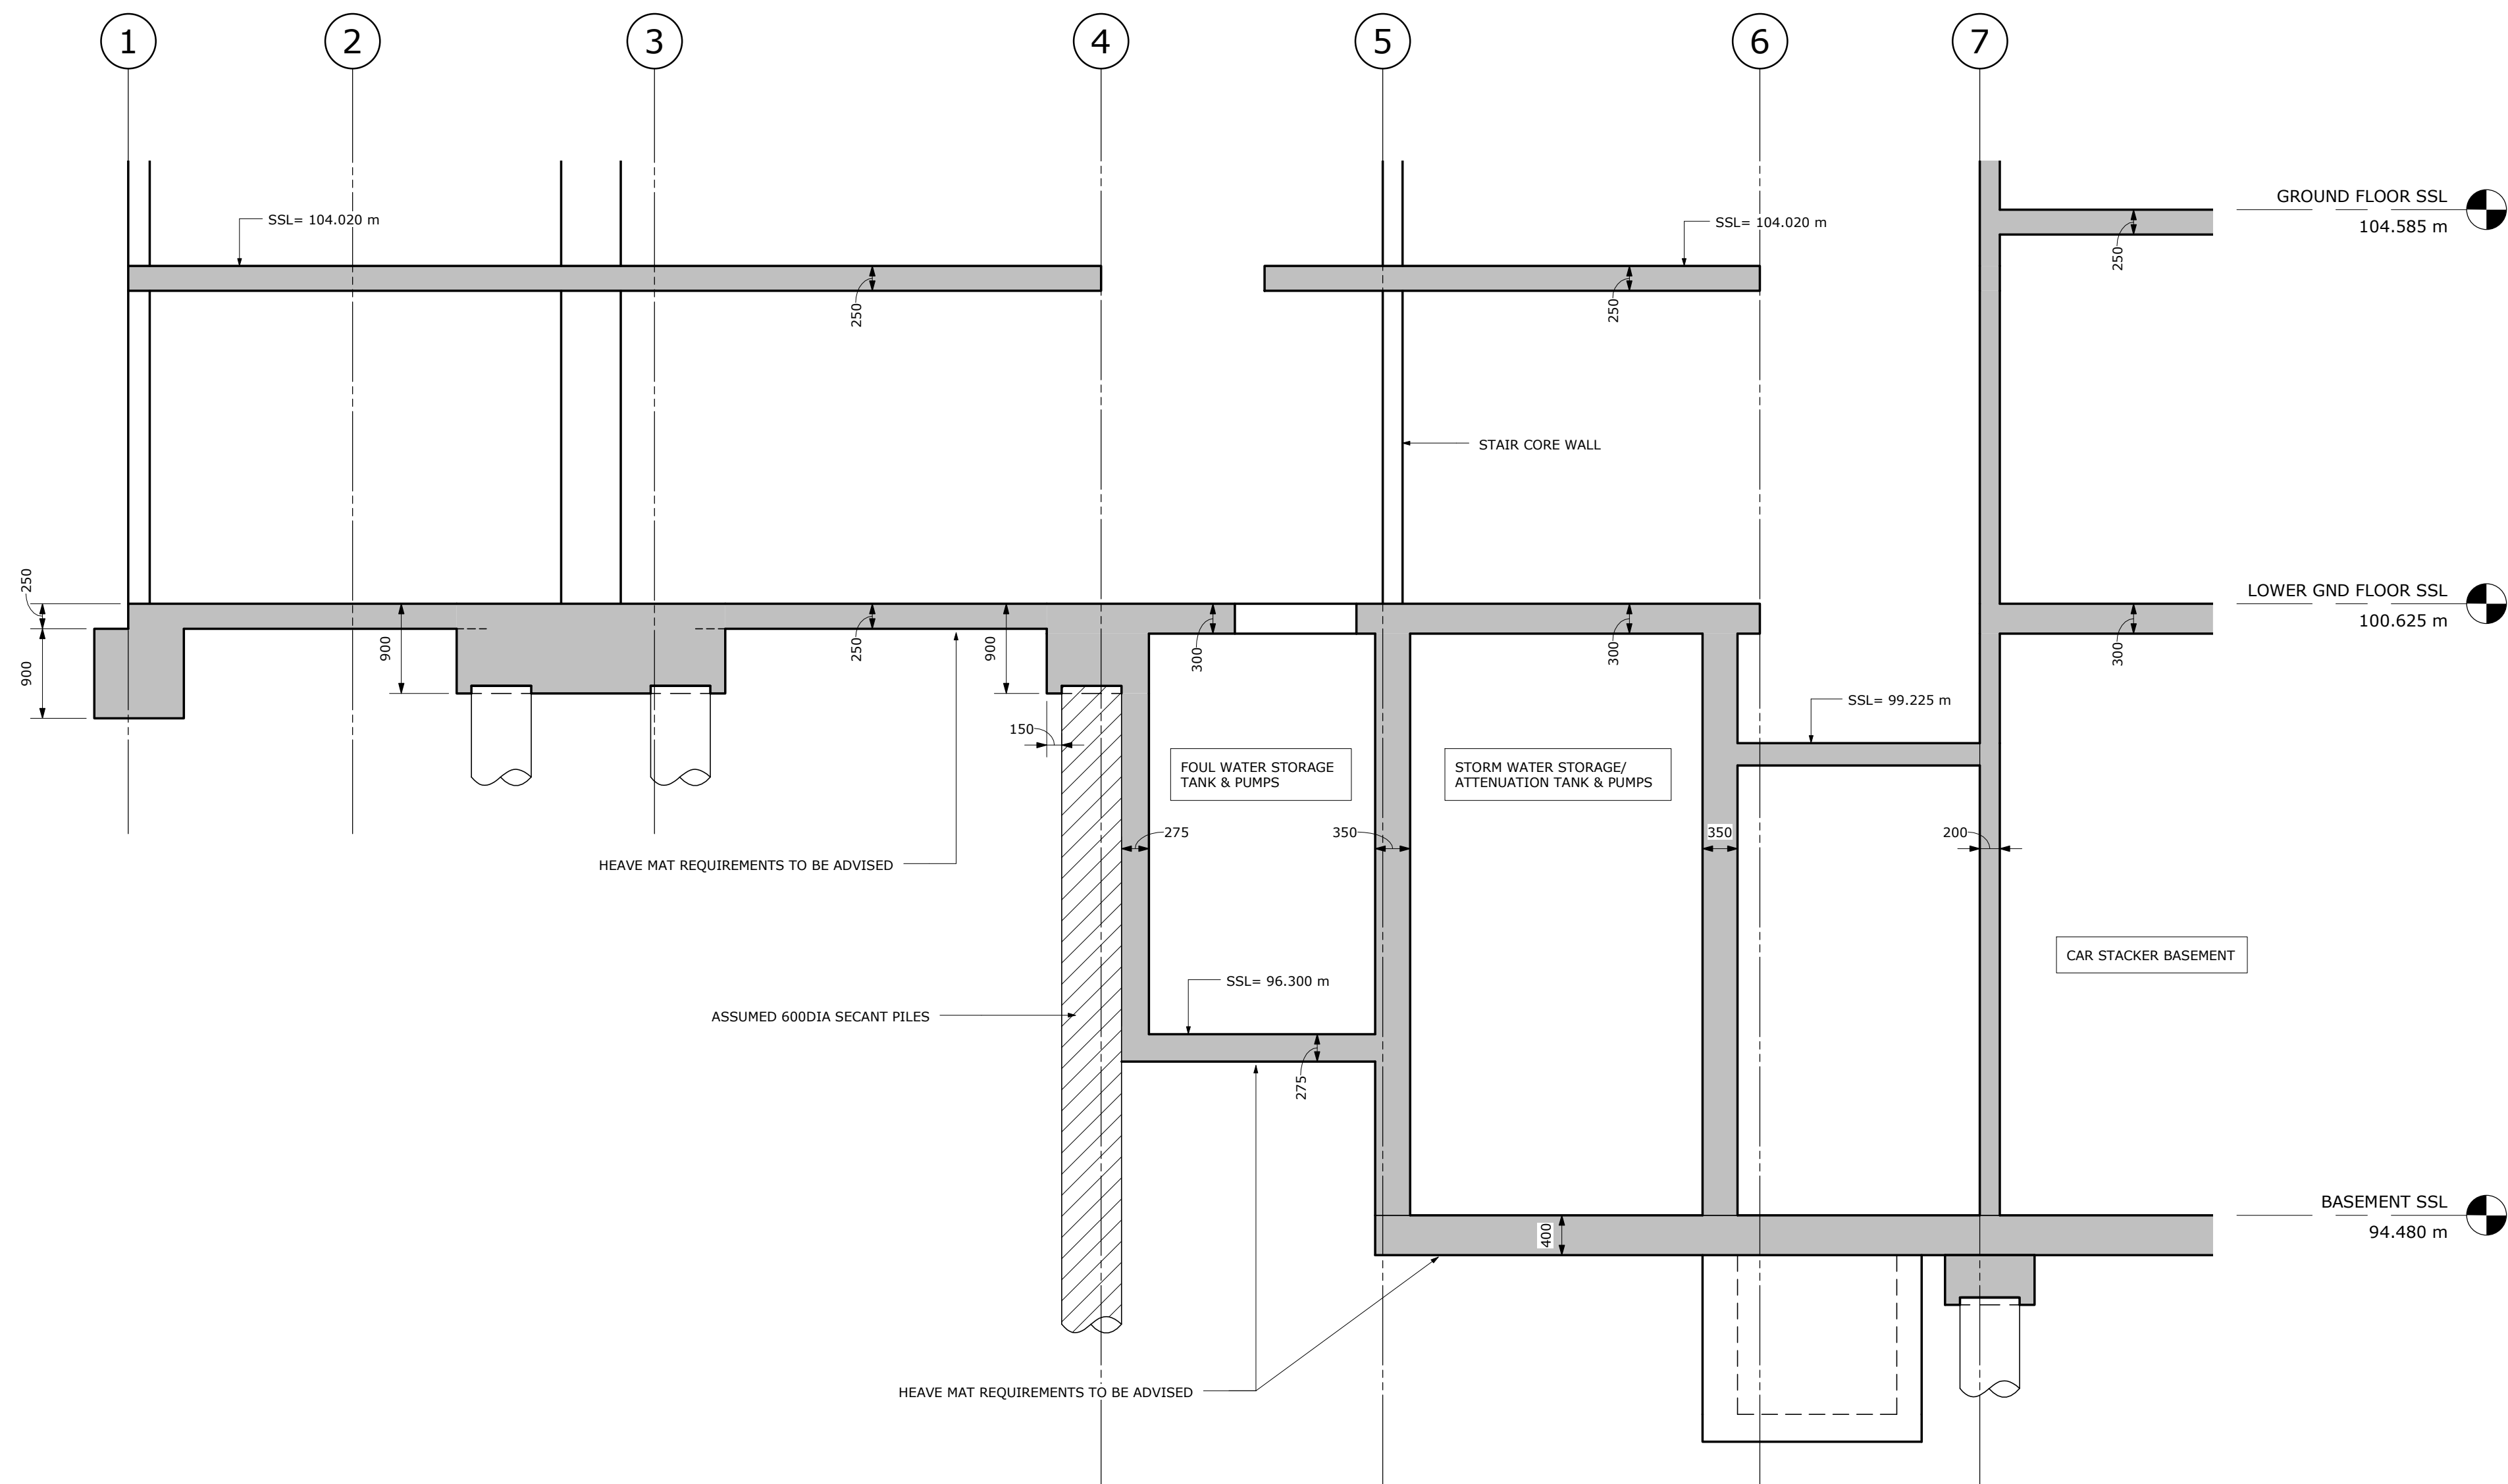 1 2 3 4 5 6 7
GROUND FLOOR SSL
104.585 m
SSL= 104.020 m
SSL= 104.020 m
250
250
250
STAIR CORE WALL
LOWER GND FLOOR SSL
100.625 m
250
900
900
250
900
300
300
300
150
SSL= 99.225 m
FOUL WATER STORAGE
TANK & PUMPS
STORM WATER STORAGE/
ATTENUATION TANK & PUMPS
275
350
350
200
HEAVE MAT REQUIREMENTS TO BE ADVISED
CAR STACKER BASEMENT
SSL= 96.300 m
ASSUMED 600DIA SECANT PILES
275
BASEMENT SSL
94.480 m
400
HEAVE MAT REQUIREMENTS TO BE ADVISED